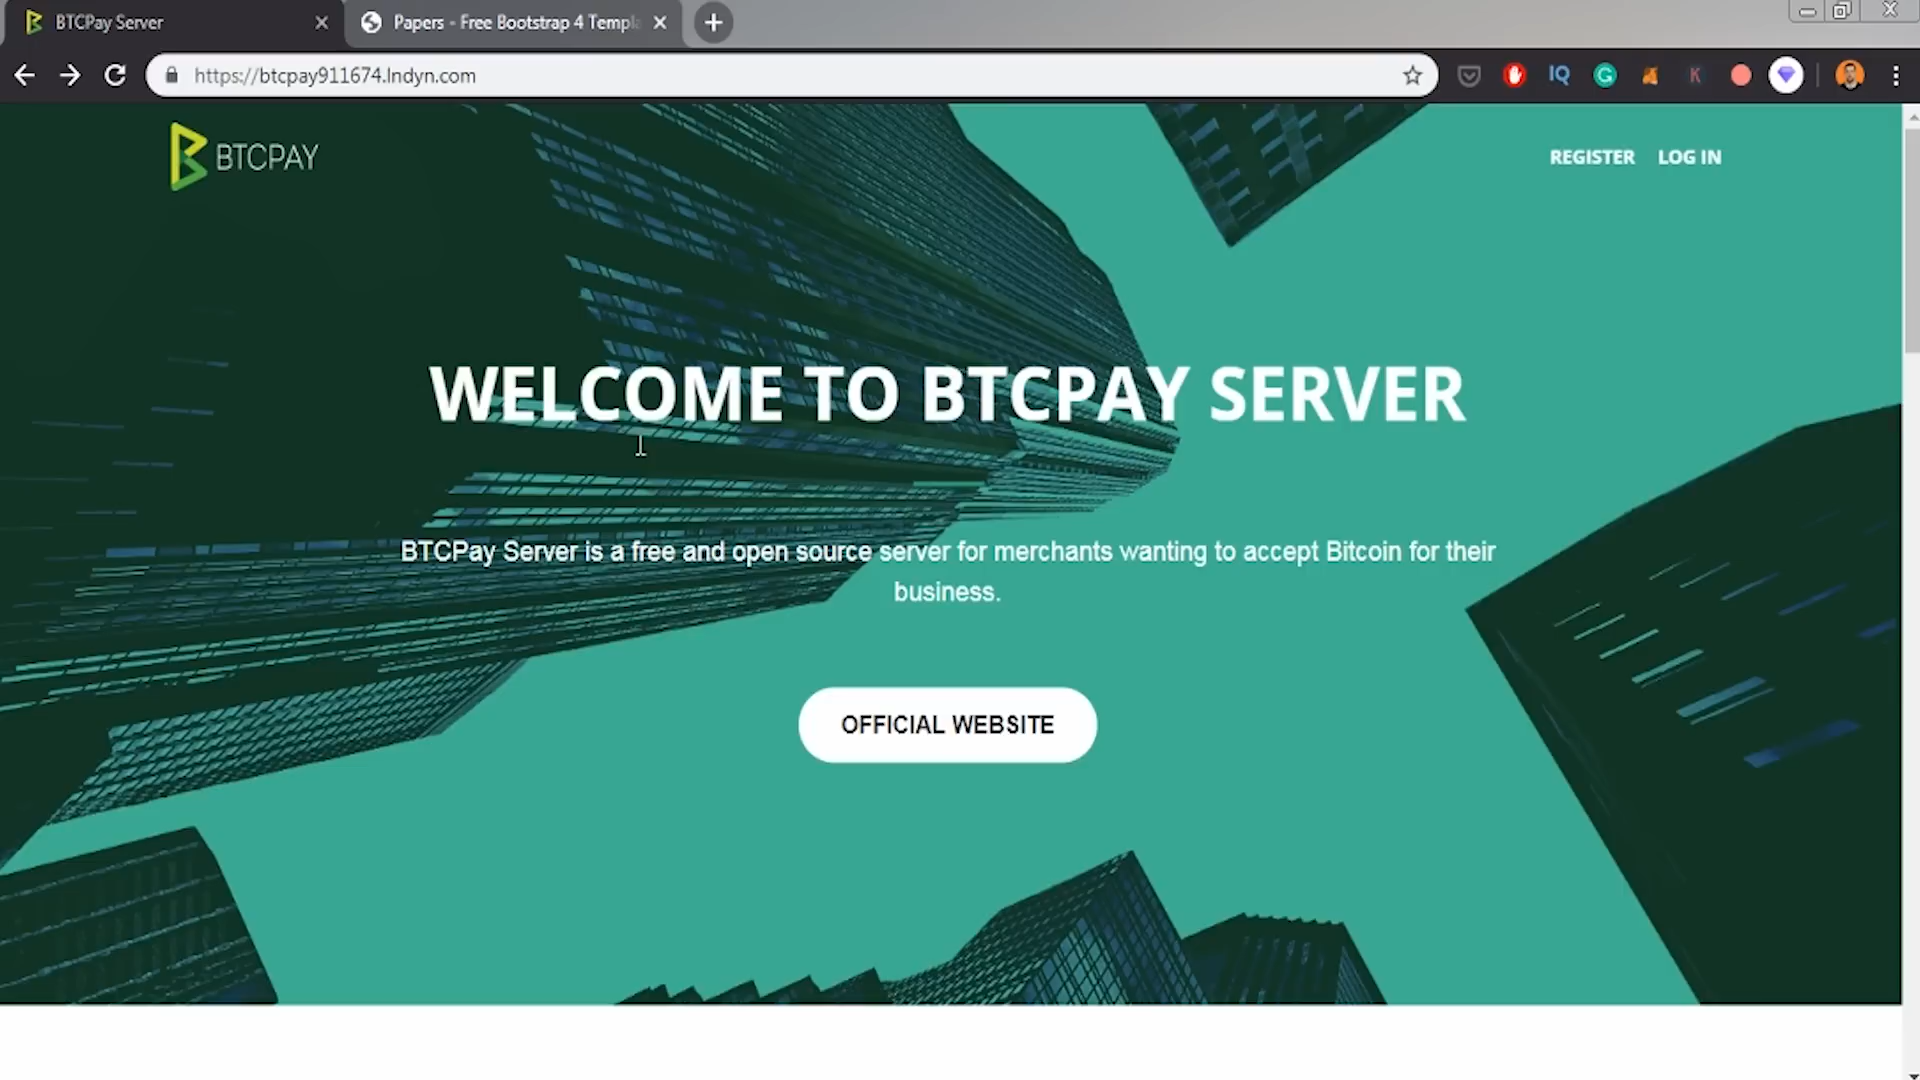 BTCPay Server
Papers - Free Bootstrap 4 Templ
https://btcpay911674.lndyn.com
IQ
G
K
BTCPAY
REGISTER LOG IN
WELCOME TO BTCPAY SERVER
BTCPay Server is a free and open source server for merchants wanting to accept Bitcoin for their
business.
OFFICIAL WEBSITE